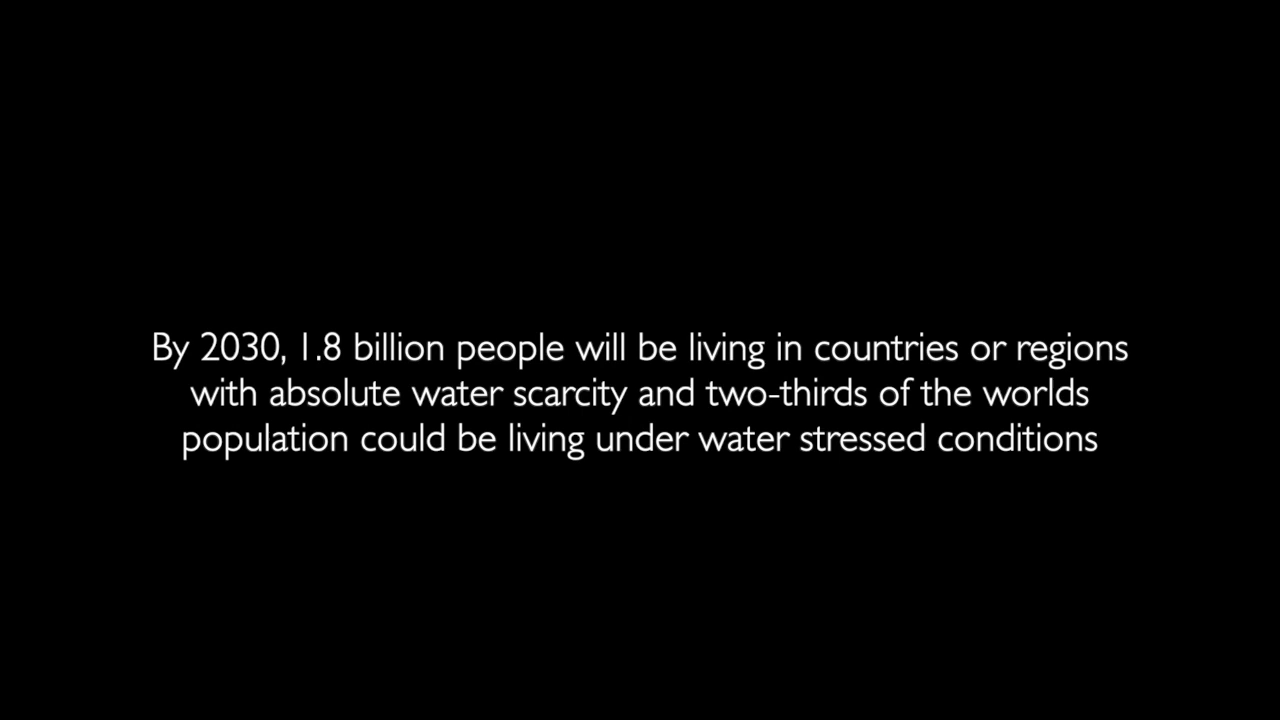 By 2030, 1.8 billion people will be living in countries or regions
with absolute water scarcity and two-thirds of the worlds
population could be living under water stressed conditions